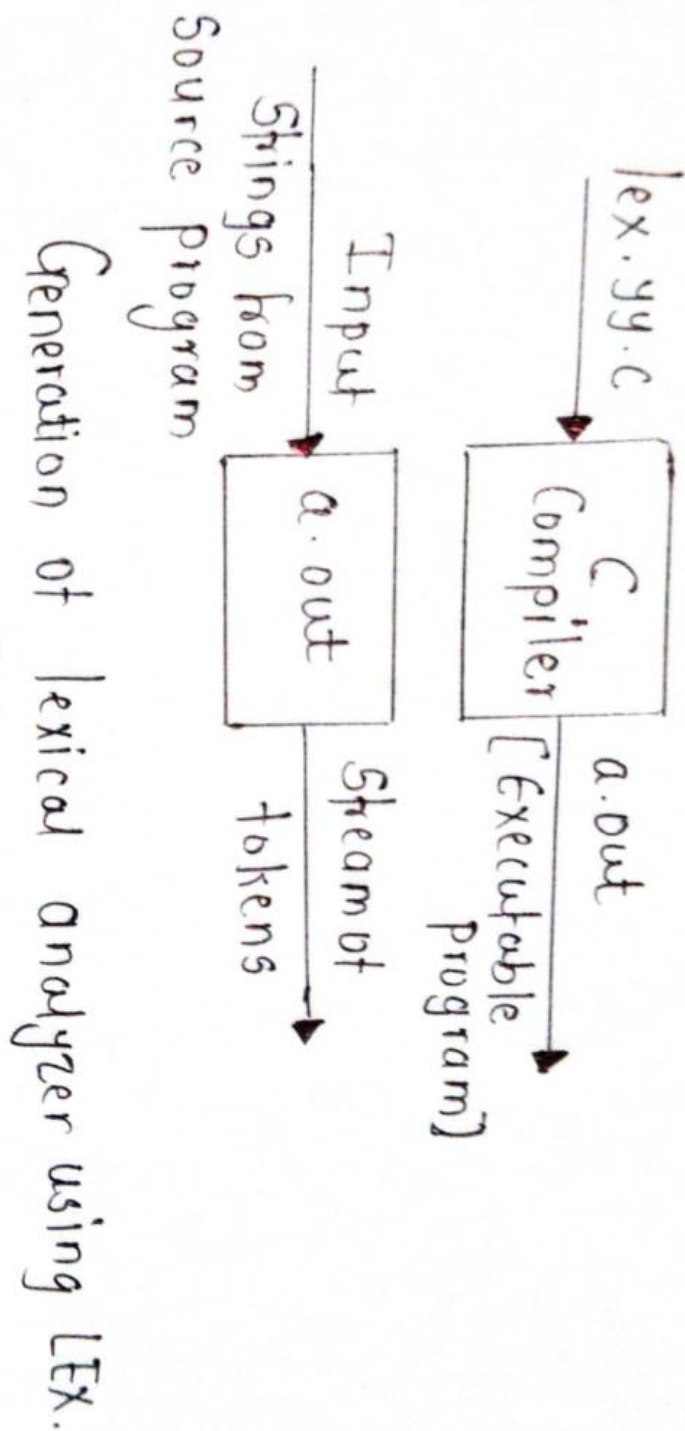 lex.yy.c
C
Compiler
a.out
[Executable
program]
Input
Strings from
Source program
a.out
Stream of
tokens
Generation of lexical analyzer using LEX.